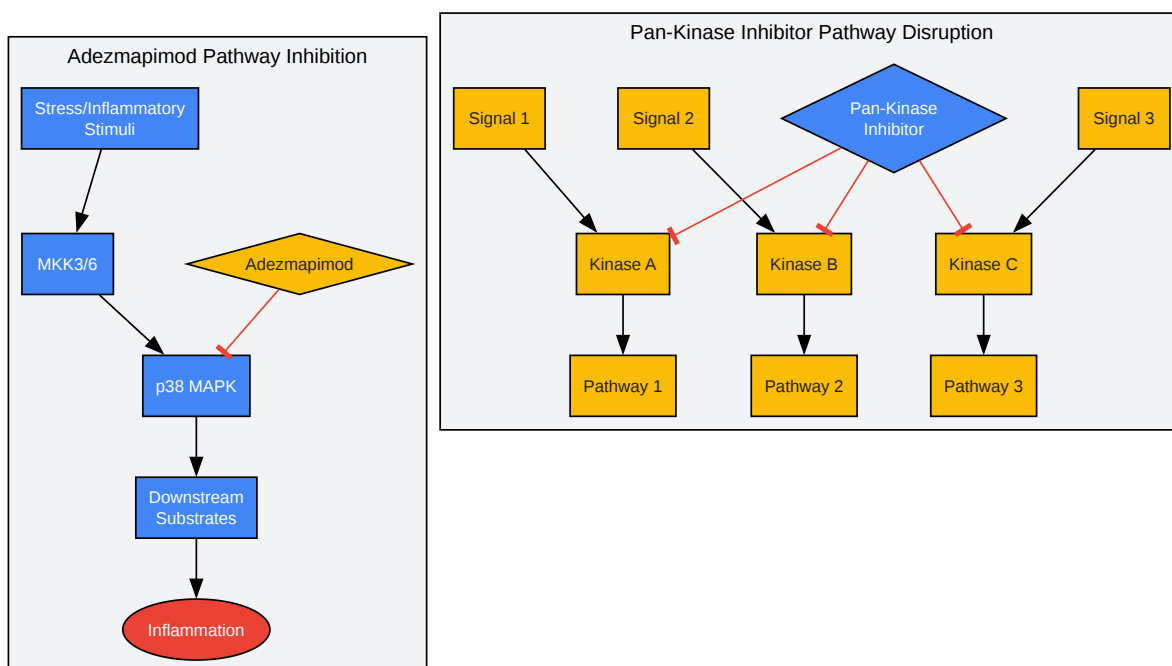 Adezmapimod Pathway Inhibition
Stress/Inflammatory
Stimuli
MKK3/6
Adezmapimod
p38 MAPK
Downstream
Substrates
Inflammation
Pan-Kinase Inhibitor Pathway Disruption
Signal 1
Signal 2
Pan-Kinase
Inhibitor
Signal 3
Kinase A
Kinase B
Kinase C
Pathway 1
Pathway 2
Pathway 3